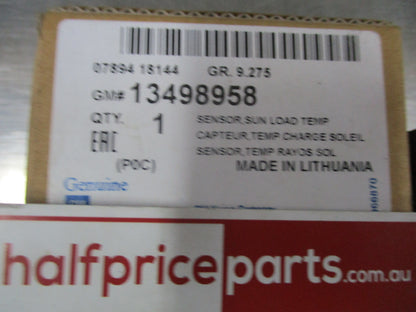 07894 18144 GR. 9.275
GM# 13498958
QTY. 1 SENSOR,SUN LOAD TEMP
EAC CAPTEUR,TEMP.CHARGE SOLEIL
(POC) SENSOR,TEMP RAYOS SOL
MADE IN LITHUANIA
Genuine
halfpriceparts.com.au